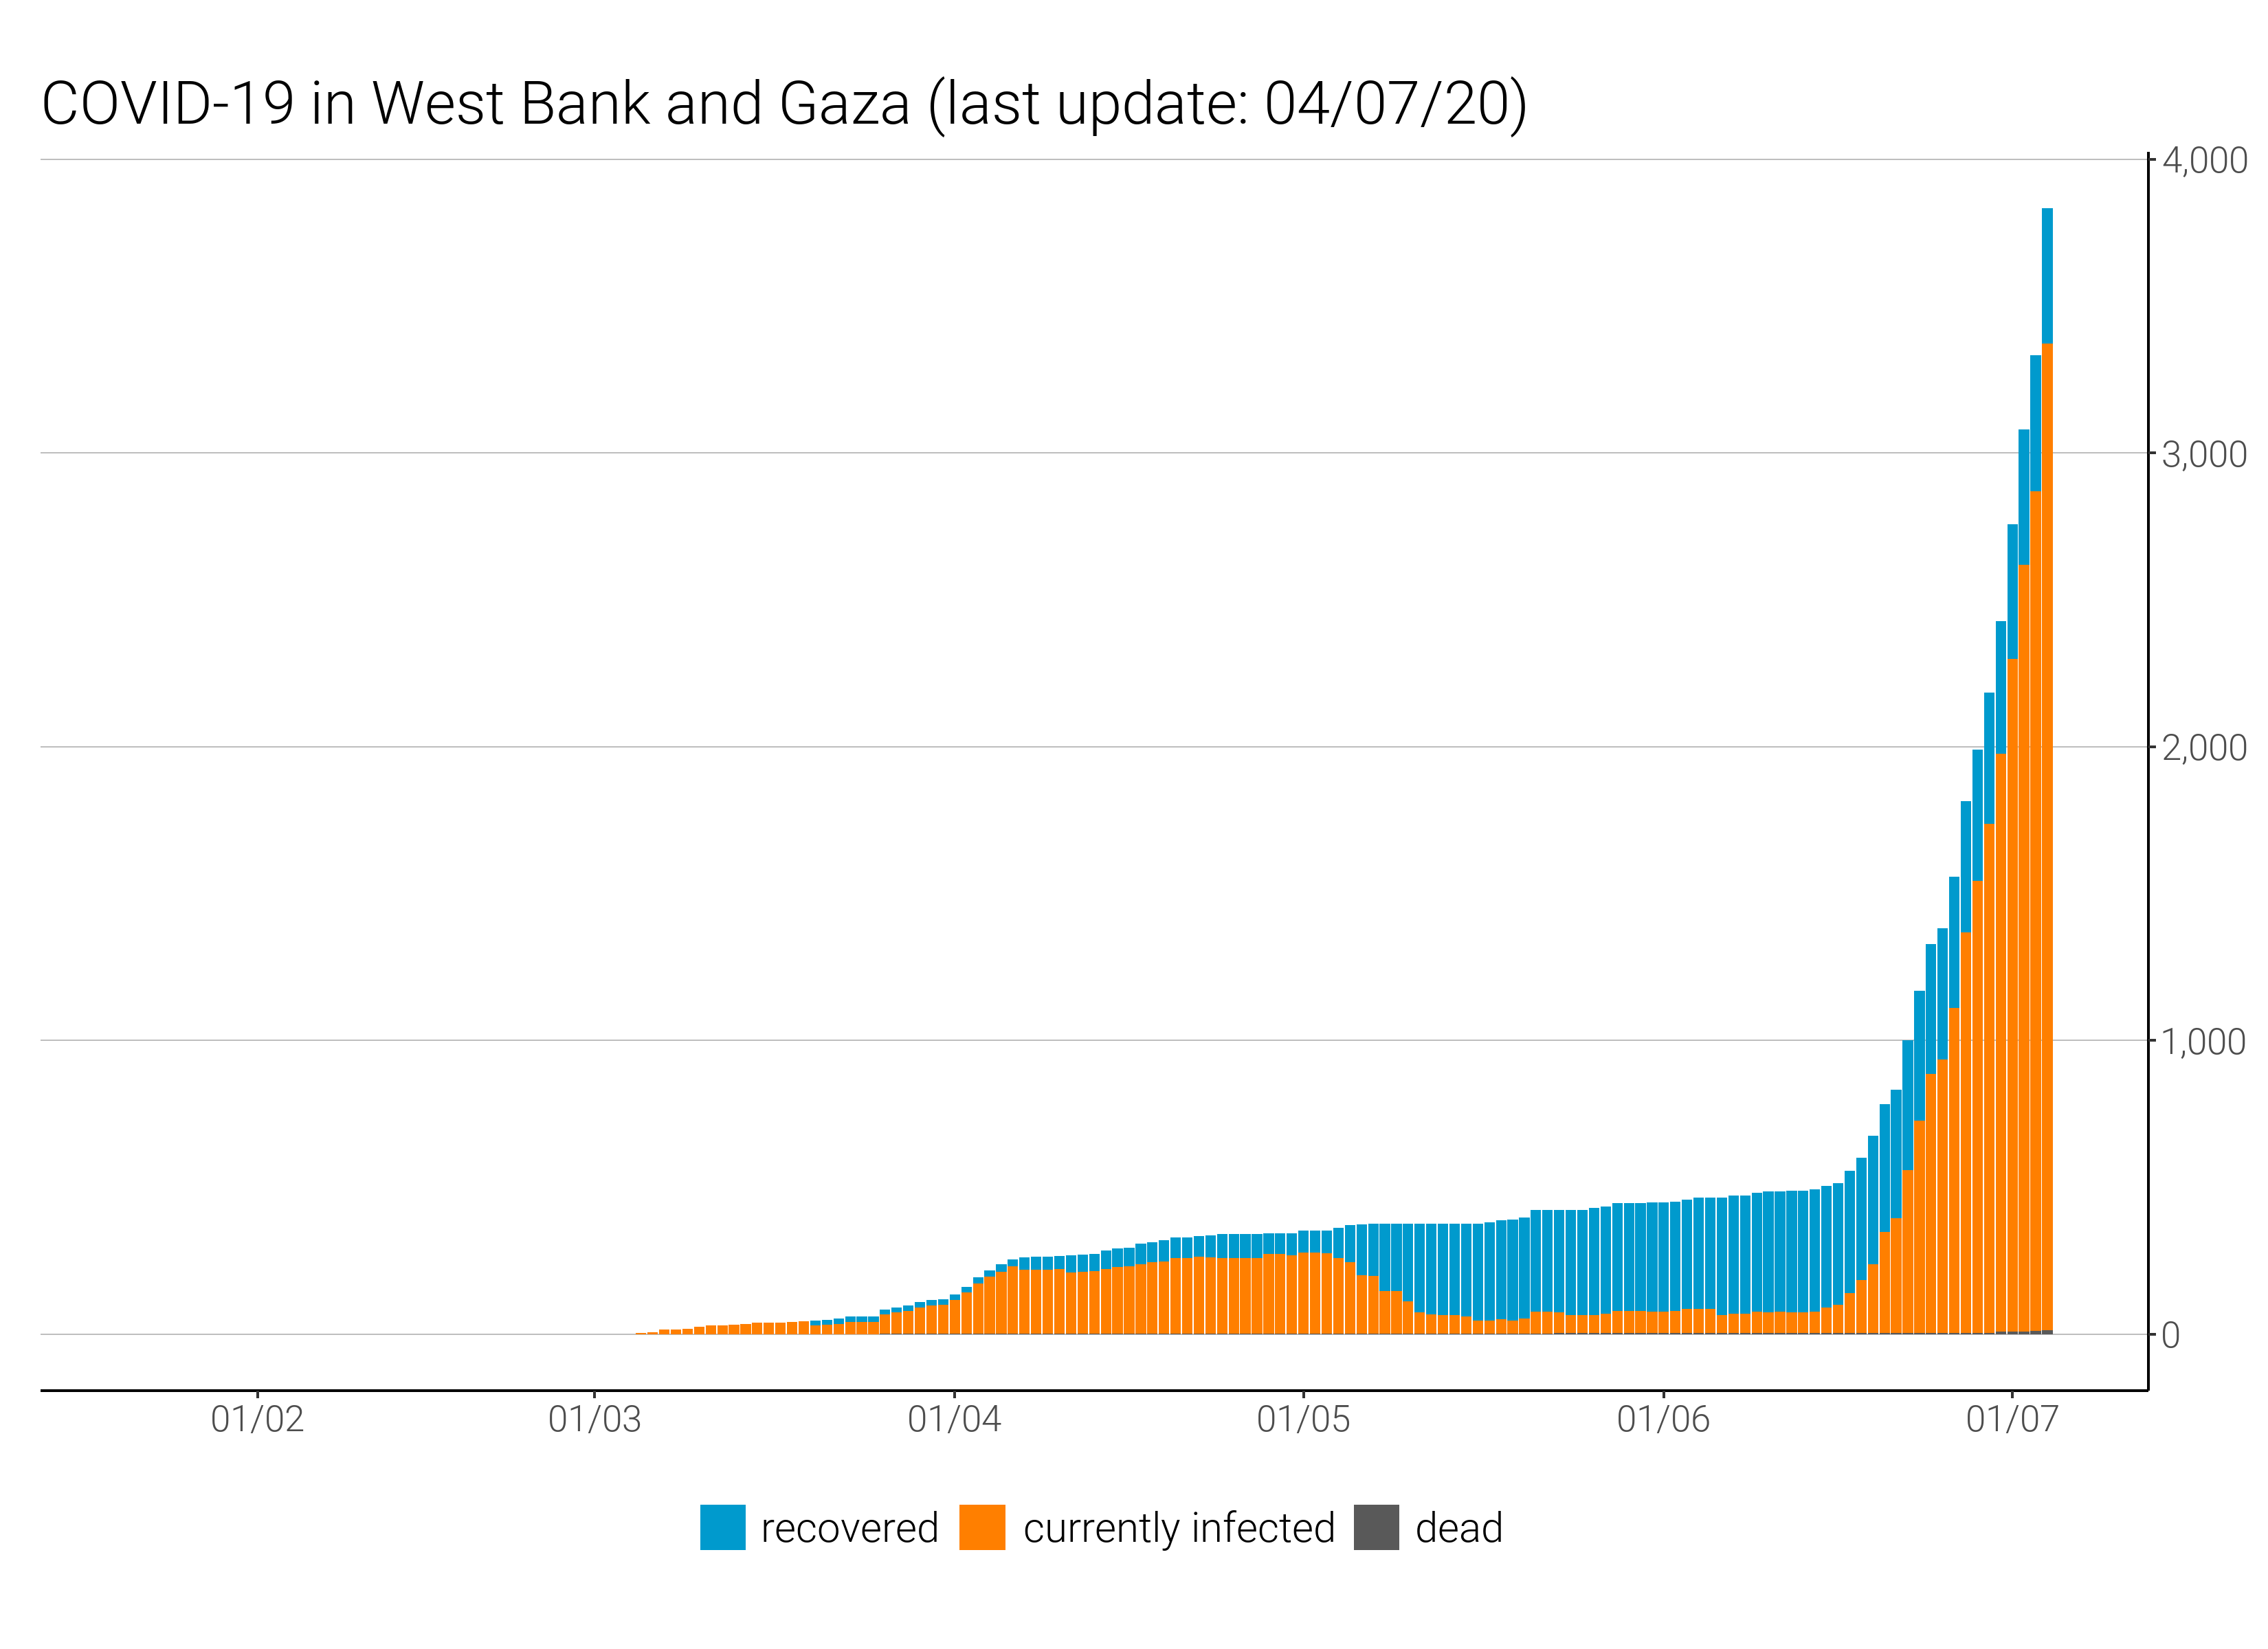 COVID-19 in West Bank and Gaza (last update: 04/07/20)
4,000
3,000
2,000
1,000
0
01/02 01/03 01/04 01/05 01/06 01/07
recovered currently infected dead